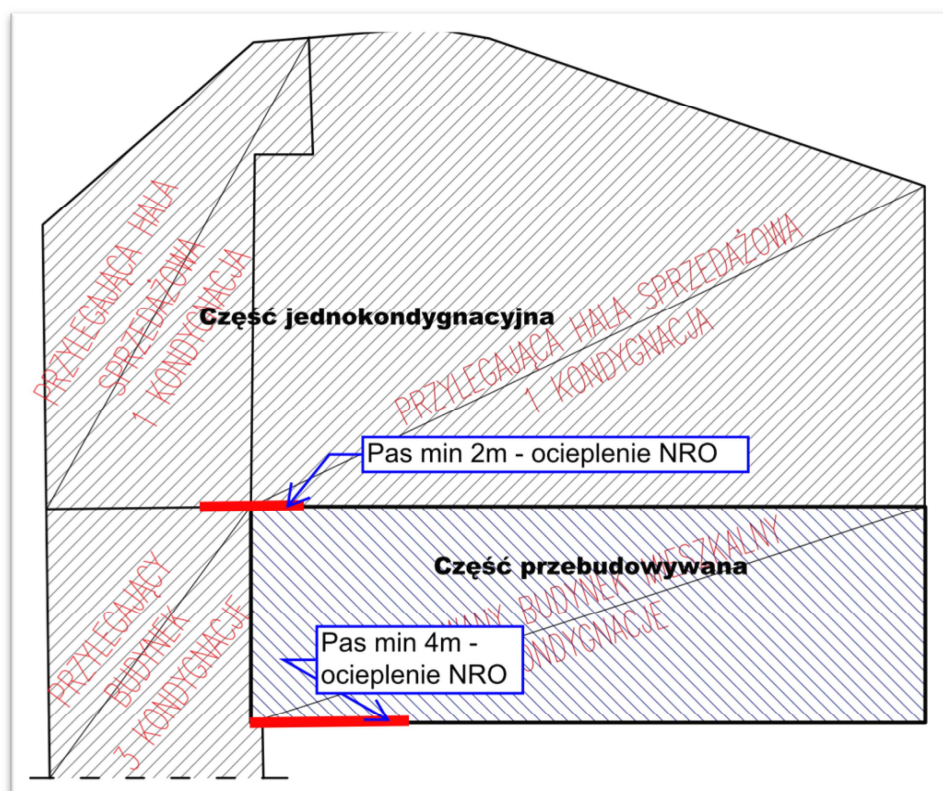 PRZYLEGAJĄCA HALA
SPRZEDAŻOWA
1 KONDYGNACJA
Część jednokondygnacyjna
PRZYLEGAJĄCA HALA SPRZEDAŻOWA
1 KONDYGNACJA
Pas min 2m - ocieplenie NRO
Część przebudowywana
BUDYNEK MIESZKALNY
PRZYLEGAJĄCY
BUDYNEK
3 KONDYGNACJE
Pas min 4m -
ocieplenie NRO